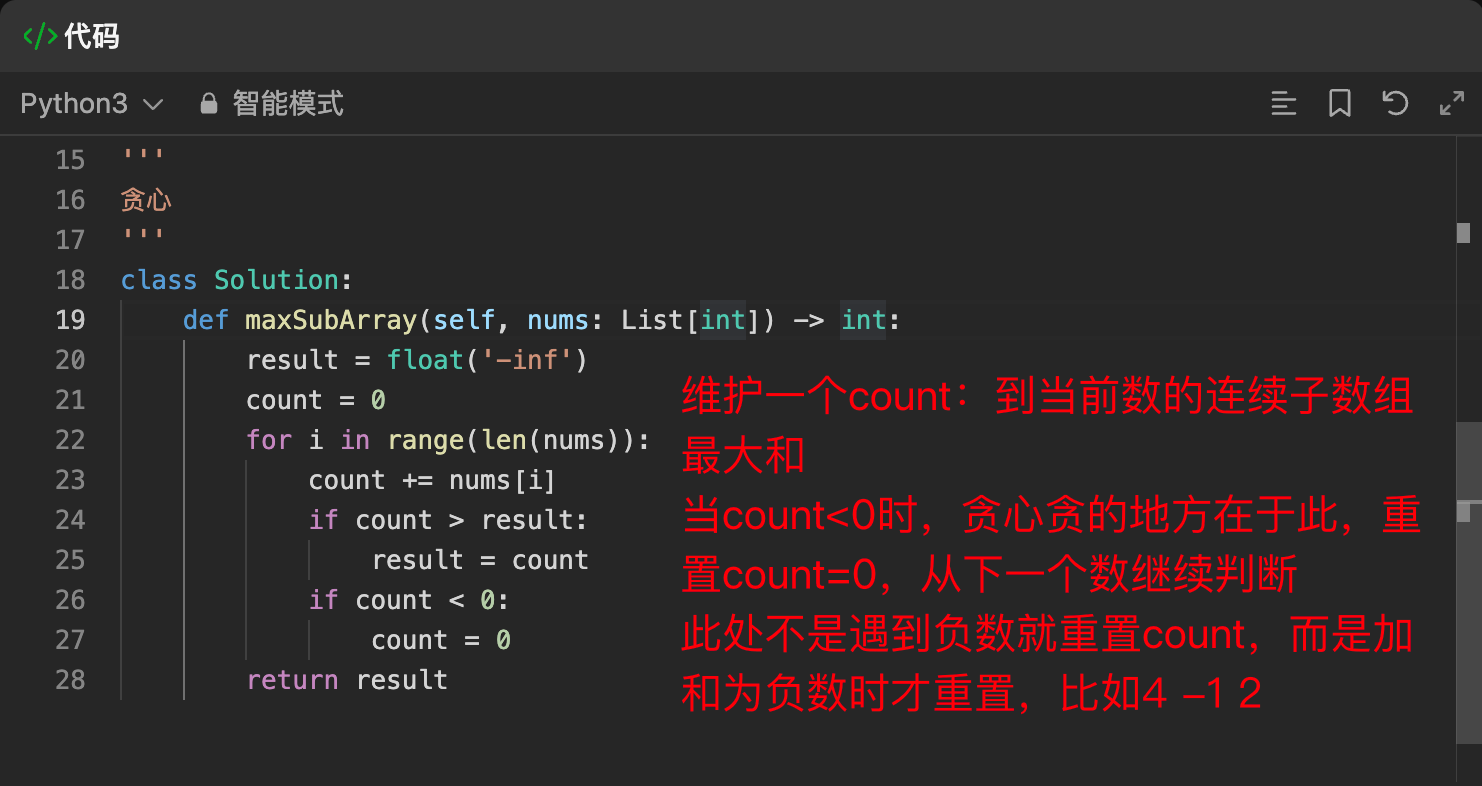 </> 代码
Python3 智能模式
15 '''
16 贪心
17 '''
18 class Solution:
19     def maxSubArray(self, nums: List[int]) -> int:
20         result = float('-inf')
21         count = 0
22         for i in range(len(nums)):
23             count += nums[i]
24             if count > result:
25                 result = count
26             if count < 0:
27                 count = 0
28         return result
维护一个count：到当前数的连续子数组
最大和
当count<0时，贪心贪的地方在于此，重
置count=0，从下一个数继续判断
此处不是遇到负数就重置count，而是加
和为负数时才重置，比如4 -1 2